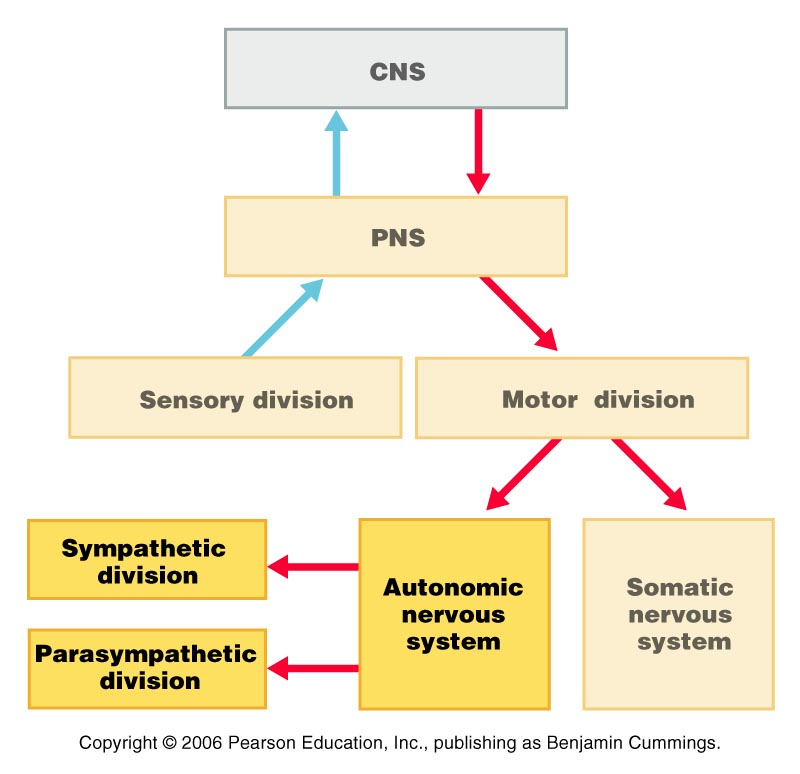 CNS
PNS
Sensory division
Motor division
Sympathetic
division
Parasympathetic
division
Autonomic
nervous
system
Somatic
nervous
system
Copyright © 2006 Pearson Education, Inc., publishing as Benjamin Cummings.